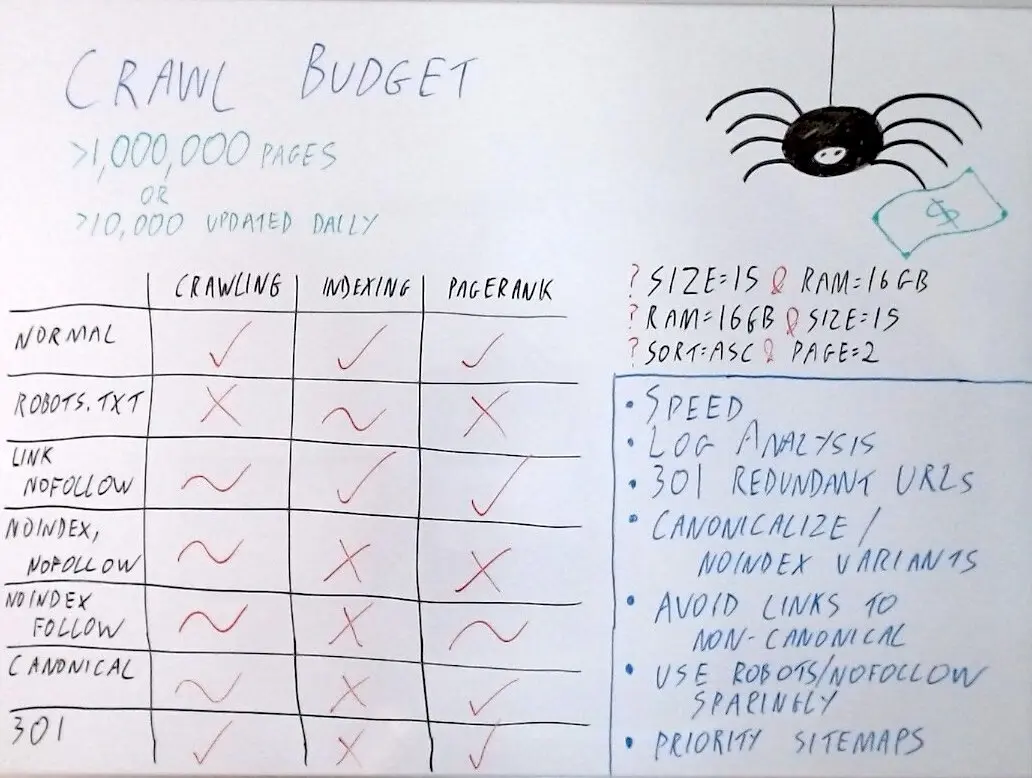 CRAWL BUDGET
>1,000,000 PAGES
OR
>10,000 UPDATED DAILY
$
CRAWLING INDEXING PAGERANK
NORMAL ✓ ✓ ✓
ROBOTS.TXT X ~ X
LINK
NOFOLLOW ~ ✓ ✓
NOINDEX,
NOFOLLOW ~ X X
NOINDEX
FOLLOW ~ X ~
CANONICAL ~ X ✓
301 ✓ X ✓
? SIZE=15 & RAM=16GB
? RAM=16GB & SIZE=15
? SORT=ASC & PAGE=2
• SPEED
• LOG ANALYSIS
• 301 REDUNDANT URLS
• CANONICALIZE/
NOINDEX VARIANTS
• AVOID LINKS TO
NON-CANONICAL
• USE ROBOTS/NOFOLLOW
SPARINGLY
• PRIORITY SITEMAPS